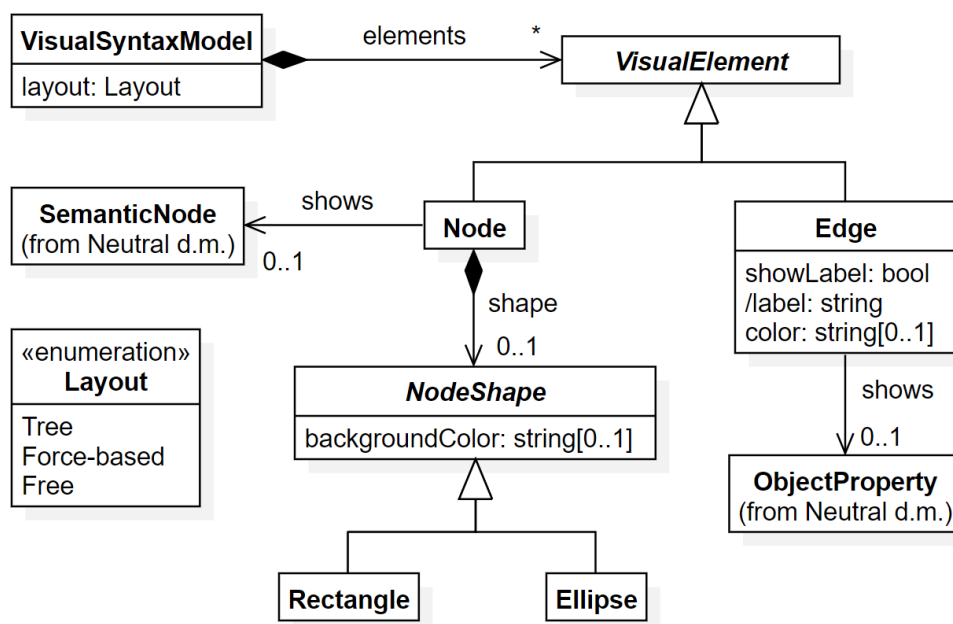 VisualSyntaxModel
layout: Layout
elements
*
VisualElement
SemanticNode
(from Neutral d.m.)
shows
0..1
Node
Edge
showLabel: bool
/label: string
color: string[0..1]
shape
0..1
«enumeration»
Layout
Tree
Force-based
Free
NodeShape
backgroundColor: string[0..1]
shows
0..1
ObjectProperty
(from Neutral d.m.)
Rectangle
Ellipse